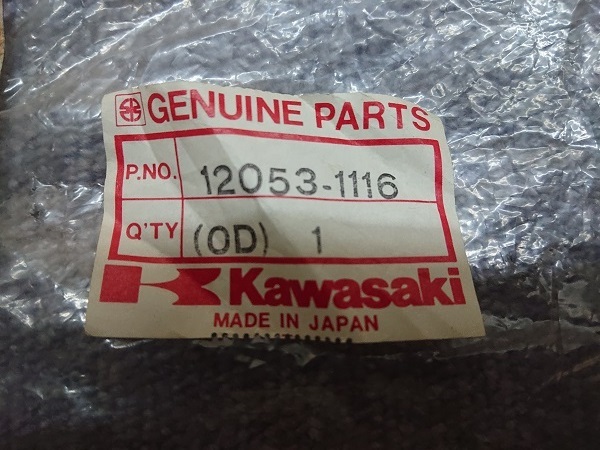 GENUINE PARTS
P.NO. 12053-1116
Q'TY (OD) 1
Kawasaki
MADE IN JAPAN